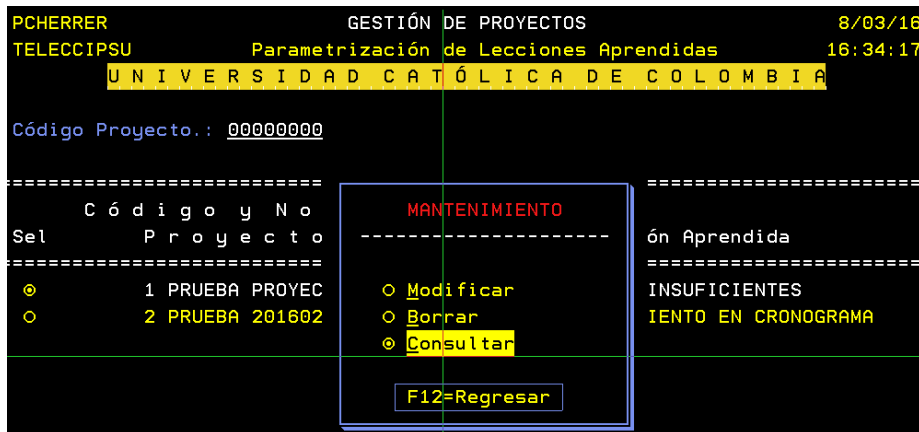 PCHERRER GESTIÓN DE PROYECTOS 8/03/16
TELECCIPSU Parametrización de Lecciones Aprendidas 16:34:17
U N I V E R S I D A D C A T Ó L I C A D E C O L O M B I A
Código Proyecto.: 00000000
========================= =====================
C ó d i g o y N o MANTENIMIENTO
Sel P r o y e c t o --------------------- ón Aprendida
========================= =====================
1 PRUEBA PROYEC Modificar INSUFICIENTES
2 PRUEBA 201602 Borrar IENTO EN CRONOGRAMA
Consultar
F12=Regresar